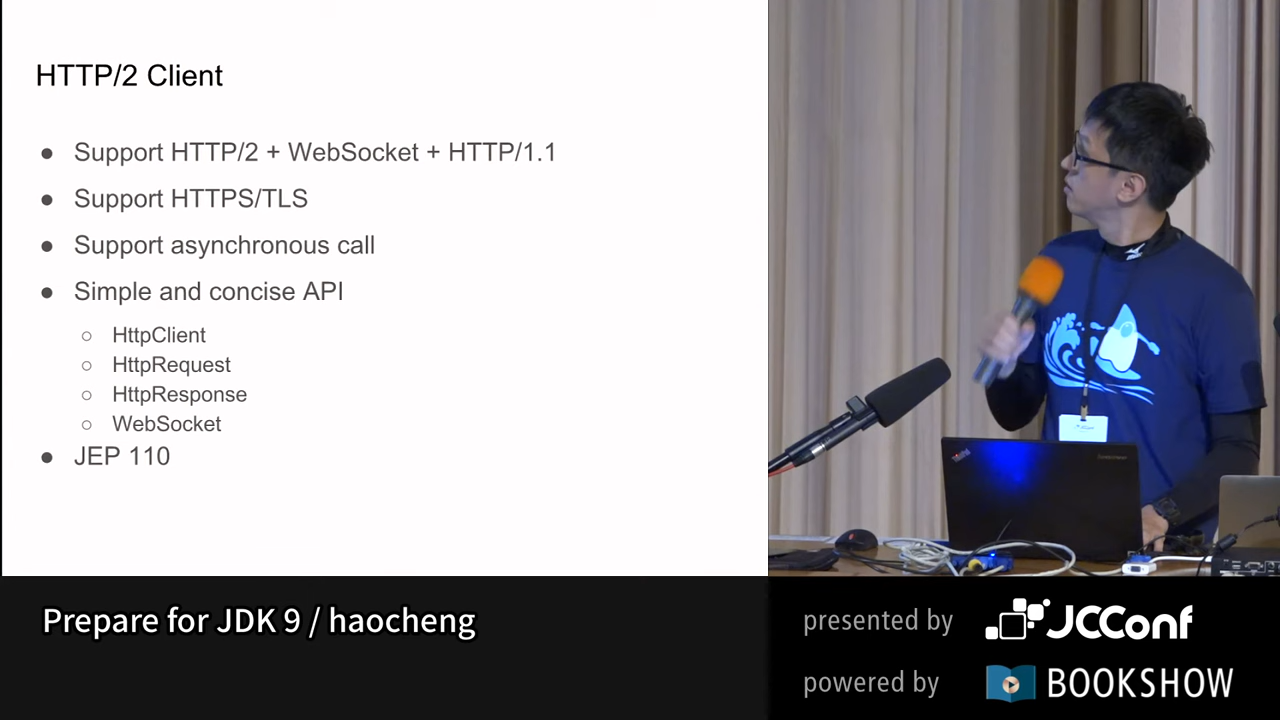 HTTP/2 Client
● Support HTTP/2 + WebSocket + HTTP/1.1
● Support HTTPS/TLS
● Support asynchronous call
● Simple and concise API
○ HttpClient
○ HttpRequest
○ HttpResponse
○ WebSocket
● JEP 110
ThinkPad
Prepare for JDK 9 / haocheng
presented by JCConf
powered by BOOKSHOW